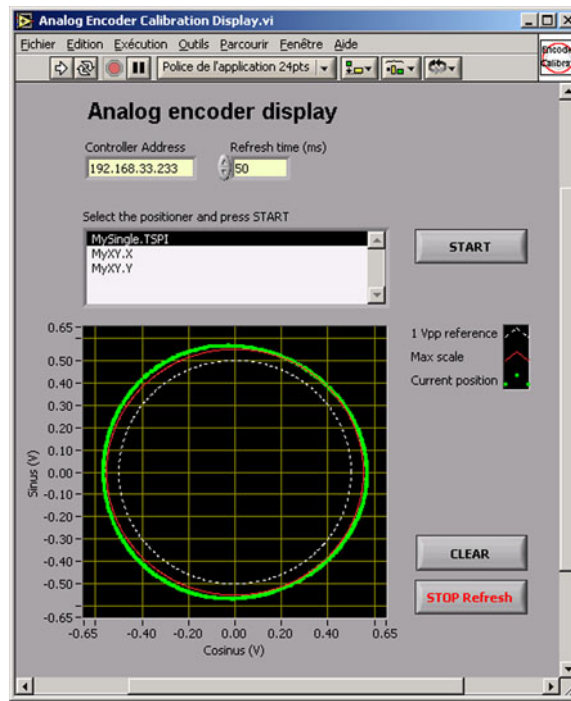 Analog Encoder Calibration Display.vi
Fichier Edition Exécution Outils Parcourir Fenêtre Aide
Police de l'application 24pts
Encode
Calibra
Analog encoder display
Controller Address Refresh time (ms)
192.168.33.233 50
Select the positioner and press START
MySingle.TSPI
MyXY.X
MyXY.Y
START
0.65
0.50
0.40
0.30
0.20
0.10
0.00
-0.10
-0.20
-0.30
-0.40
-0.50
-0.65
Sinus (V)
-0.65 -0.40 -0.20 0.00 0.20 0.40 0.65
Cosinus (V)
1 Vpp reference
Max scale
Current position
CLEAR
STOP Refresh